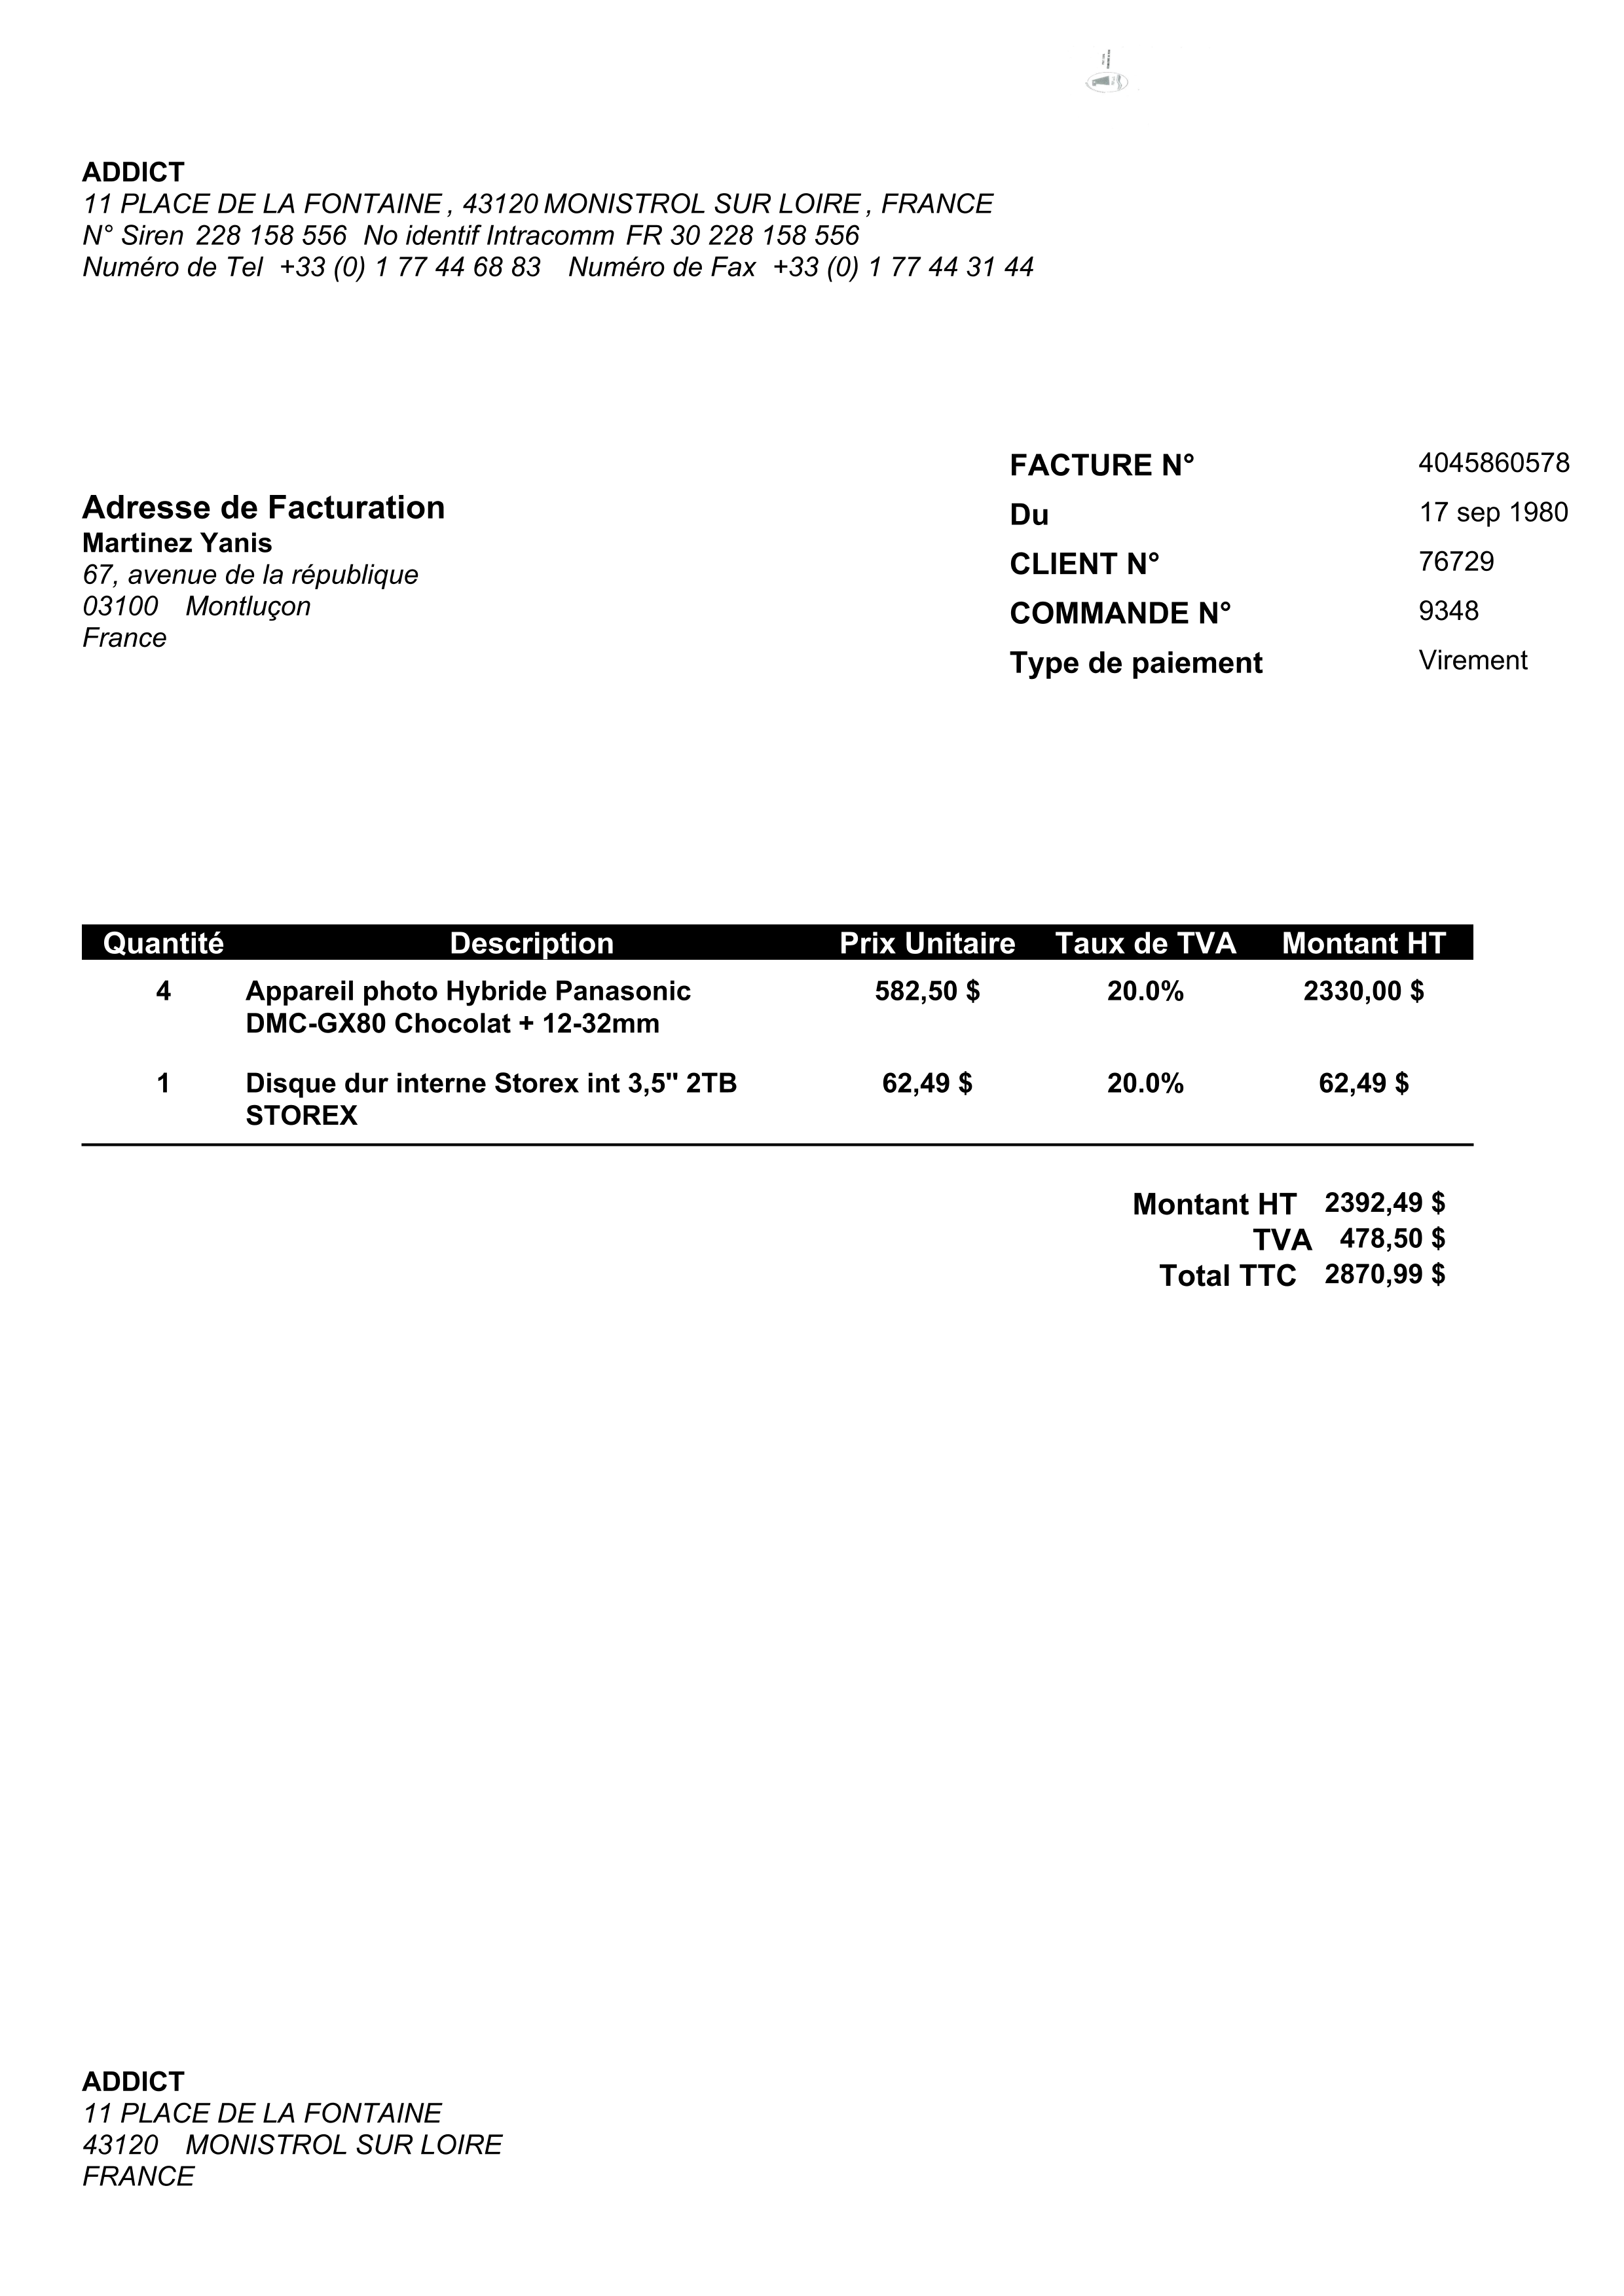 ADDICT
11 PLACE DE LA FONTAINE , 43120 MONISTROL SUR LOIRE , FRANCE
N° Siren 228 158 556 No identif Intracomm FR 30 228 158 556
Numéro de Tel +33 (0) 1 77 44 68 83 Numéro de Fax +33 (0) 1 77 44 31 44
FACTURE N° 4045860578
Du 17 sep 1980
CLIENT N° 76729
COMMANDE N° 9348
Type de paiement Virement
Adresse de Facturation
Martinez Yanis
67, avenue de la république
03100 Montluçon
France
Quantité Description Prix Unitaire Taux de TVA Montant HT
4 Appareil photo Hybride Panasonic 582,50 $ 20.0% 2330,00 $
DMC-GX80 Chocolat + 12-32mm
1 Disque dur interne Storex int 3,5" 2TB 62,49 $ 20.0% 62,49 $
STOREX
Montant HT 2392,49 $
TVA 478,50 $
Total TTC 2870,99 $
ADDICT
11 PLACE DE LA FONTAINE
43120 MONISTROL SUR LOIRE
FRANCE